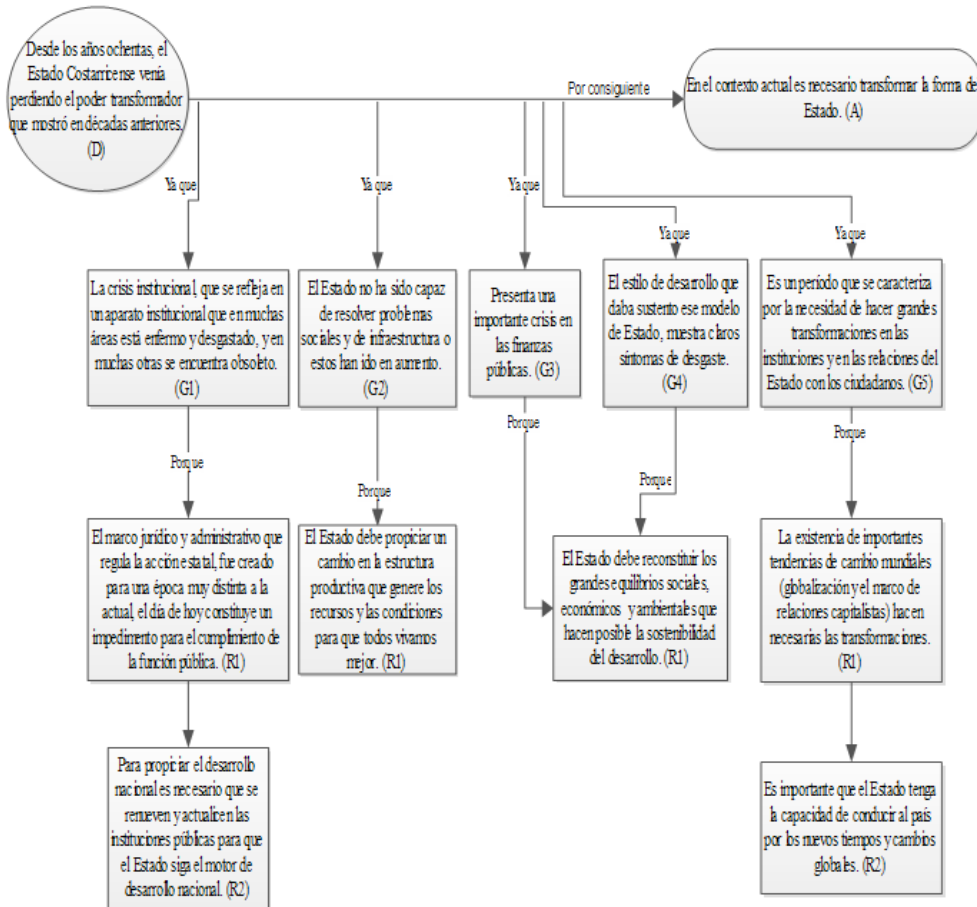 Desde los años ochentas, el
Estado Costarricense venía
perdiendo el poder transformador
que mostró en décadas anteriores.
(D)
Por consiguiente
En el contexto actual es necesario transformar la forma de
Estado. (A)
Ya que
Ya que
Ya que
Ya que
Ya que
La crisis institucional, que se refleja en
un aparato institucional que en muchas
áreas está enfermo y desgastado, y en
muchas otras se encuentra obsoleto.
(G1)
El Estado no ha sido capaz
de resolver problemas
sociales y de infraestructura o
estos han ido en aumento.
(G2)
Presenta una
importante crisis en
las finanzas
públicas. (G3)
El estilo de desarrollo que
daba sustento ese modelo
de Estado, muestra claros
síntomas de desgaste.
(G4)
Es un período que se caracteriza
por la necesidad de hacer grandes
transformaciones en las
instituciones y en las relaciones del
Estado con los ciudadanos. (G5)
Porque
Porque
Porque
Porque
Porque
El marco jurídico y administrativo que
regula la acción estatal, fue creado
para una época muy distinta a la
actual, el día de hoy constituye un
impedimento para el cumplimiento de
la función pública. (R1)
El Estado debe propiciar un
cambio en la estructura
productiva que genere los
recursos y las condiciones
para que todos vivamos
mejor. (R1)
El Estado debe reconstituir los
grandes equilibrios sociales,
económicos y ambientales que
hacen posible la sostenibilidad
del desarrollo. (R1)
La existencia de importantes
tendencias de cambio mundiales
(globalización y el marco de
relaciones capitalistas) hacen
necesarias las transformaciones.
(R1)
Para propiciar el desarrollo
nacional es necesario que se
renueven y actualicen las
instituciones públicas para que
el Estado siga el motor de
desarrollo nacional. (R2)
Es importante que el Estado tenga
la capacidad de conducir al país
por los nuevos tiempos y cambios
globales. (R2)